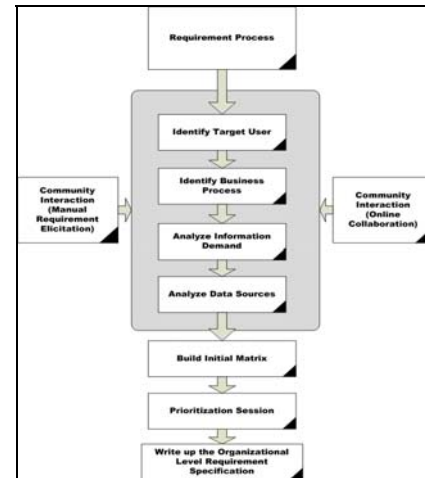 Requirement Process
Identify Target User
Identify Business
Process
Community
Interaction
(Manual
Requirement
Elicitation)
Community
Interaction
(Online
Collaboration)
Analyze Information
Demand
Analyze Data Sources
Build Initial Matrix
Prioritization Session
Write up the Organizational
Level Requirement
Specification